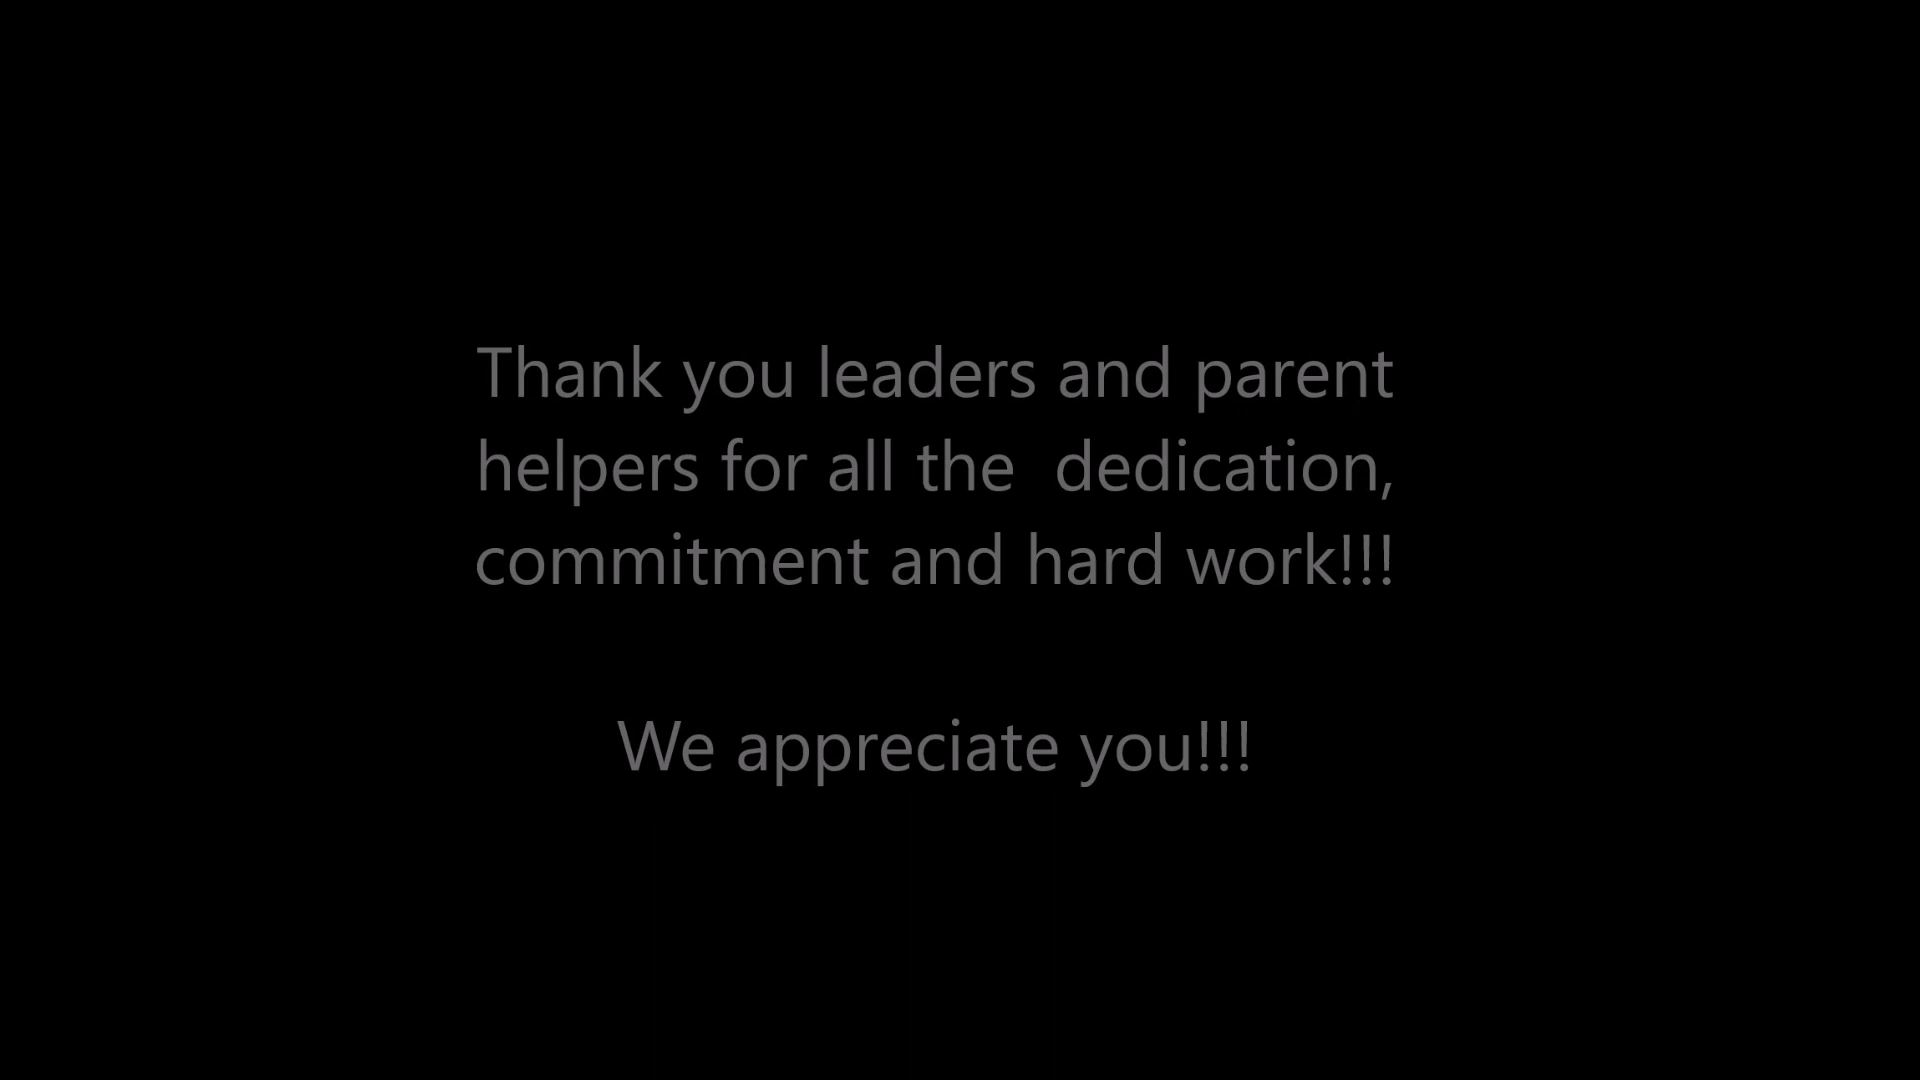 Thank you leaders and parent
helpers for all the  dedication,
commitment and hard work!!!
We appreciate you!!!